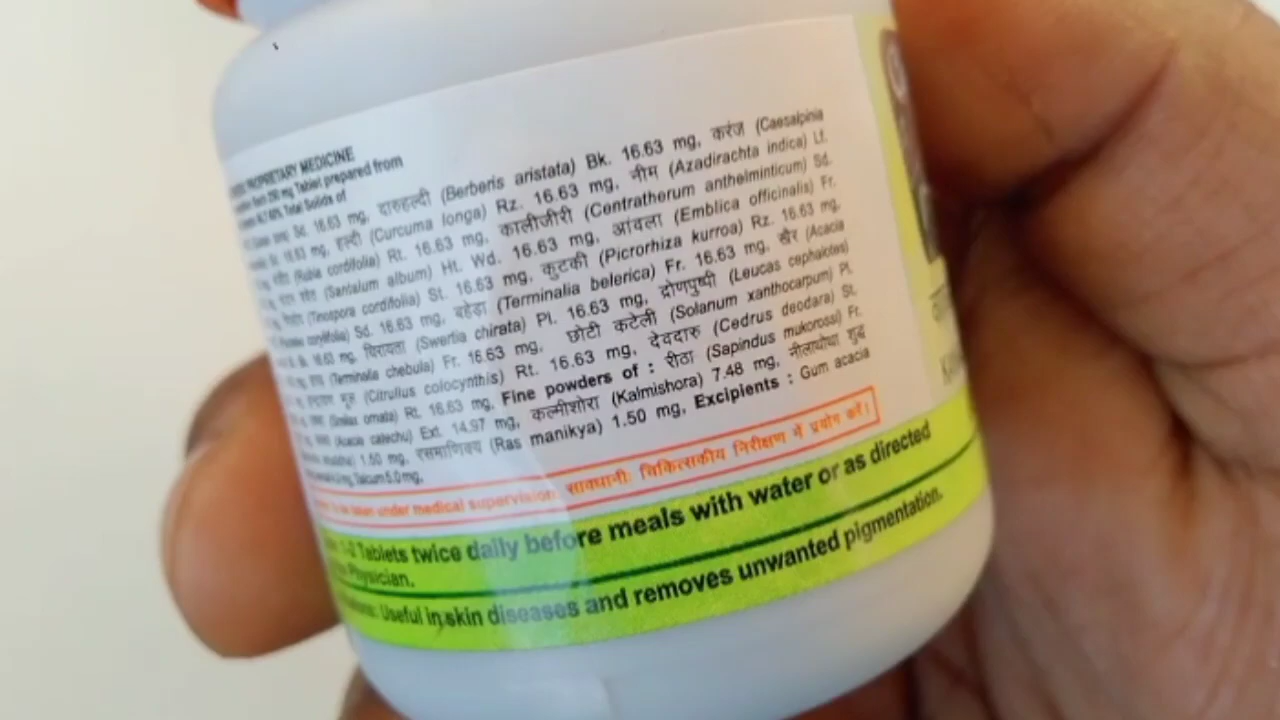 PROPRIETARY MEDICINE
Each 250 mg Tablet prepared from
Total Solids of
Sd. 16.63 mg, दारुहल्दी (Berberis aristata) Bk. 16.63 mg, करंज (Caesalpinia
16.63 mg, हल्दी (Curcuma longa) Rz. 16.63 mg, नीम (Azadirachta indica) Lf.
(Rubia cordifolia) Rt. 16.63 mg, कालीजीरी (Centratherum anthelminticum) Sd.
(Santalum album) Ht. Wd. 16.63 mg, आंवला (Emblica officinalis) Fr.
(Tinospora cordifolia) St. 16.63 mg, कुटकी (Picrorhiza kurroa) Rz. 16.63 mg,
Sd. 16.63 mg, बहेड़ा (Terminalia belerica) Fr. 16.63 mg, खैर (Acacia
16.63 mg, चिरायता (Swertia chirata) Pl. 16.63 mg, द्रोणपुष्पी (Leucas cephalotes)
(Terminalia chebula) Fr. 16.63 mg, छोटी कटेली (Solanum xanthocarpum) Pl.
मूल (Citrullus colocynthis) Rt. 16.63 mg, देवदारु (Cedrus deodara) St.
(Smilax ornata) Rt. 16.63 mg, Fine powders of : रीठा (Sapindus mukorossi) Fr.
(Acacia catechu) Ext. 14.97 mg, कल्मीशोरा (Kalmishora) 7.48 mg, नीलाथोथा शुद्ध
1.50 mg, रसमाणिक्य (Ras manikya) 1.50 mg, Excipients : Gum acacia
Talcum 5.0 mg,
to be taken under medical supervision. सावधानी: चिकित्सकीय निरीक्षण में प्रयोग करें।
1-2 Tablets twice daily before meals with water or as directed
Physician.
Useful in skin diseases and removes unwanted pigmentation.